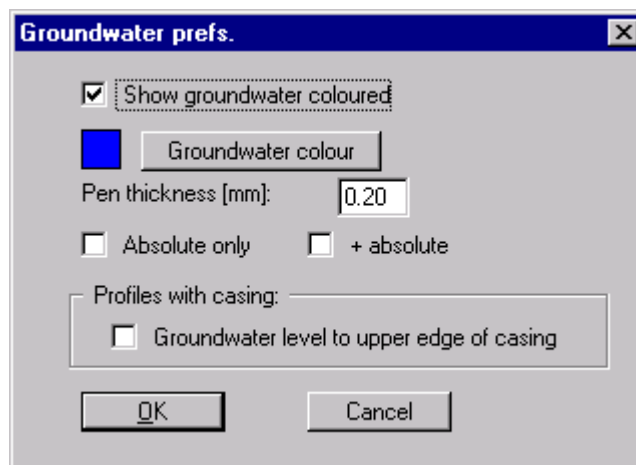 Groundwater prefs.
Show groundwater coloured
Groundwater colour
Pen thickness [mm]: 0.20
Absolute only + absolute
Profiles with casing:
Groundwater level to upper edge of casing
OK Cancel